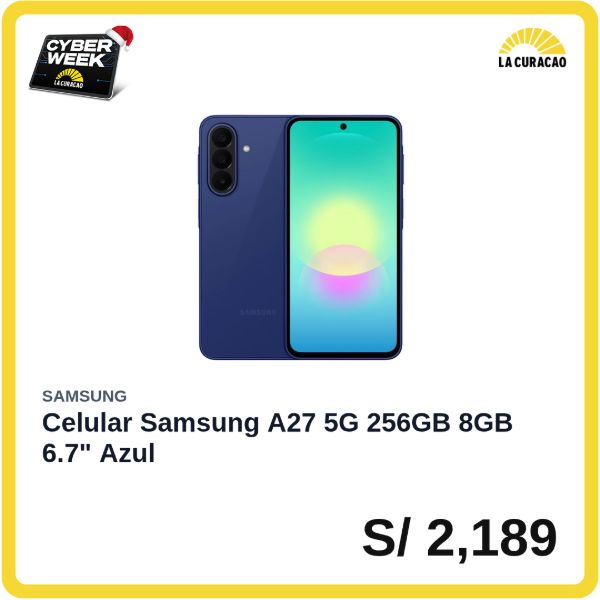 CYBER
WEEK
LA CURACAO
LA CURACAO
SAMSUNG
SAMSUNG
Celular Samsung A27 5G 256GB 8GB
6.7" Azul
S/ 2,189